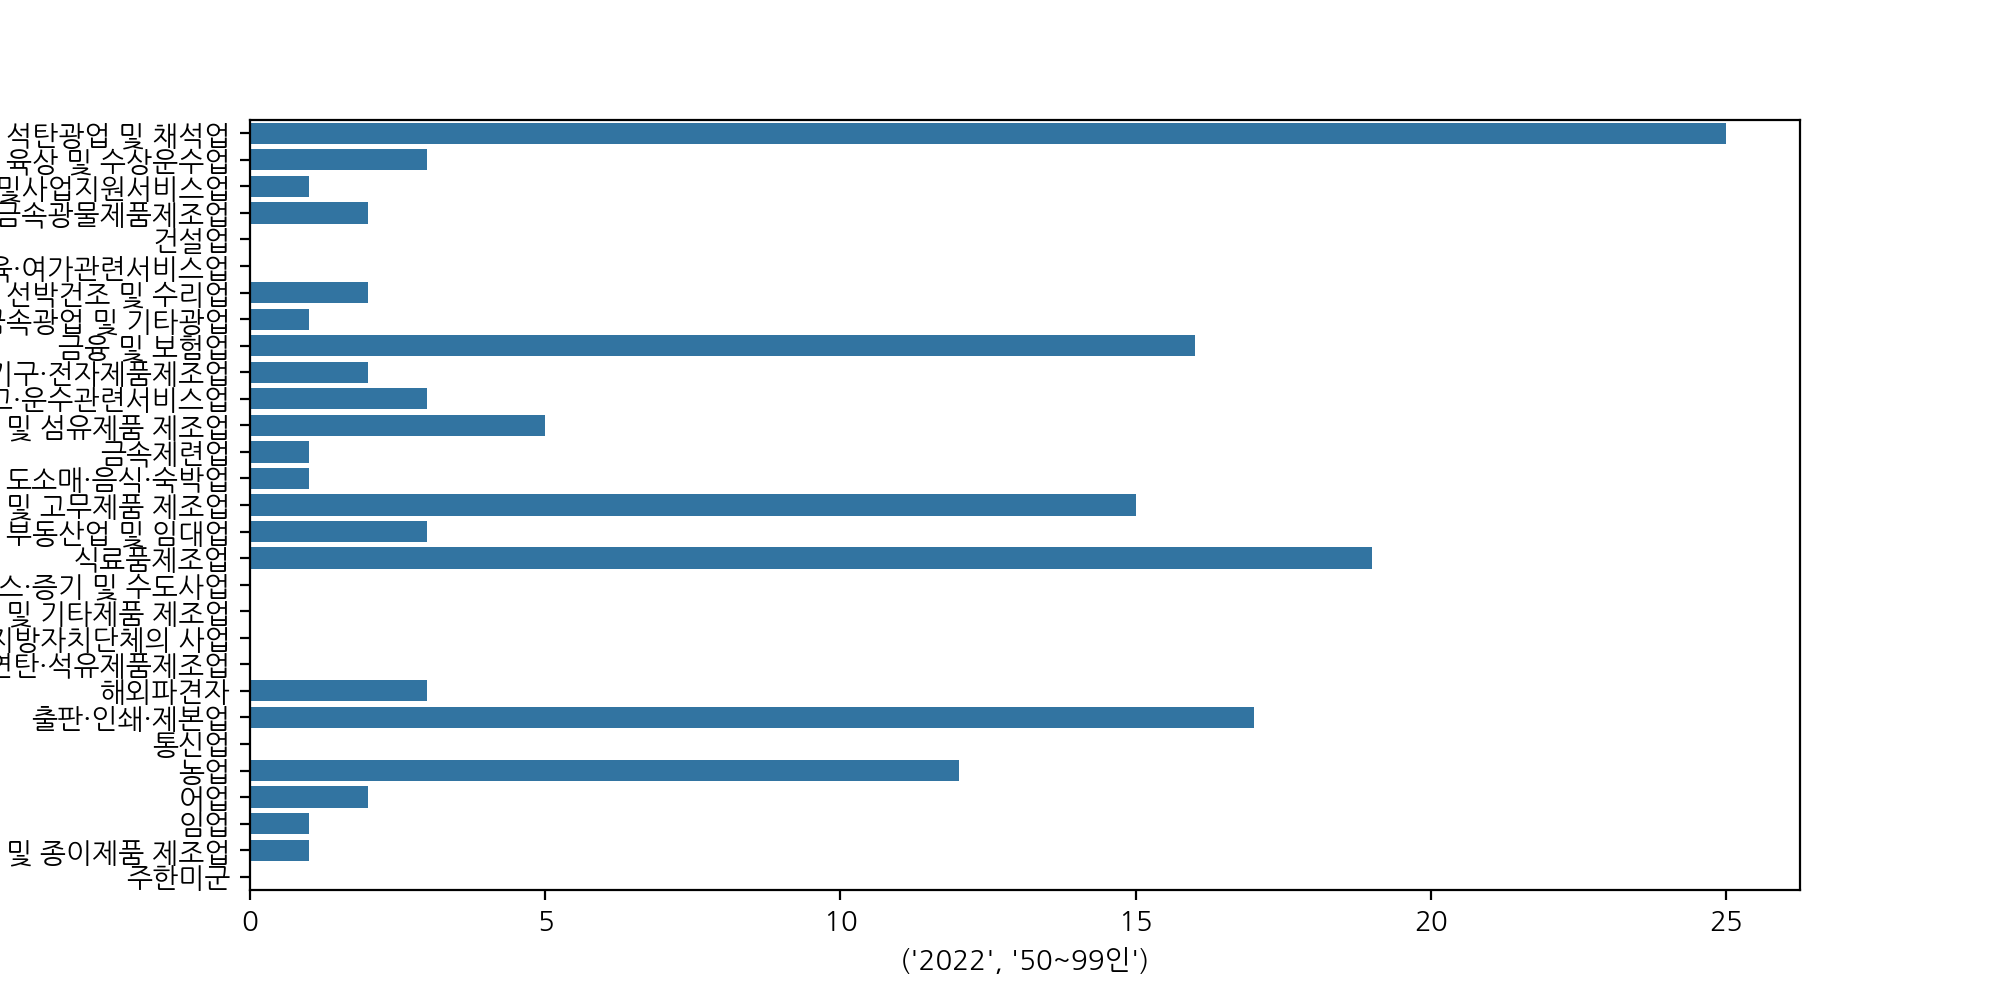 석탄광업 및 채석업
육상 및 수상운수업
및사업지원서비스업
금속광물제품제조업
건설업
·여가관련서비스업
선박건조 및 수리업
금속광업 및 기타광업
금융 및 보험업
기구·전자제품제조업
고·운수관련서비스업
및 섬유제품 제조업
금속제련업
도소매·음식·숙박업
및 고무제품 제조업
부동산업 및 임대업
식료품제조업
스·증기 및 수도사업
및 기타제품 제조업
지방자치단체의 사업
연탄·석유제품제조업
해외파견자
출판·인쇄·제본업
통신업
농업
어업
임업
및 종이제품 제조업
주한미군
0 5 10 15 20 25
('2022', '50~99인')